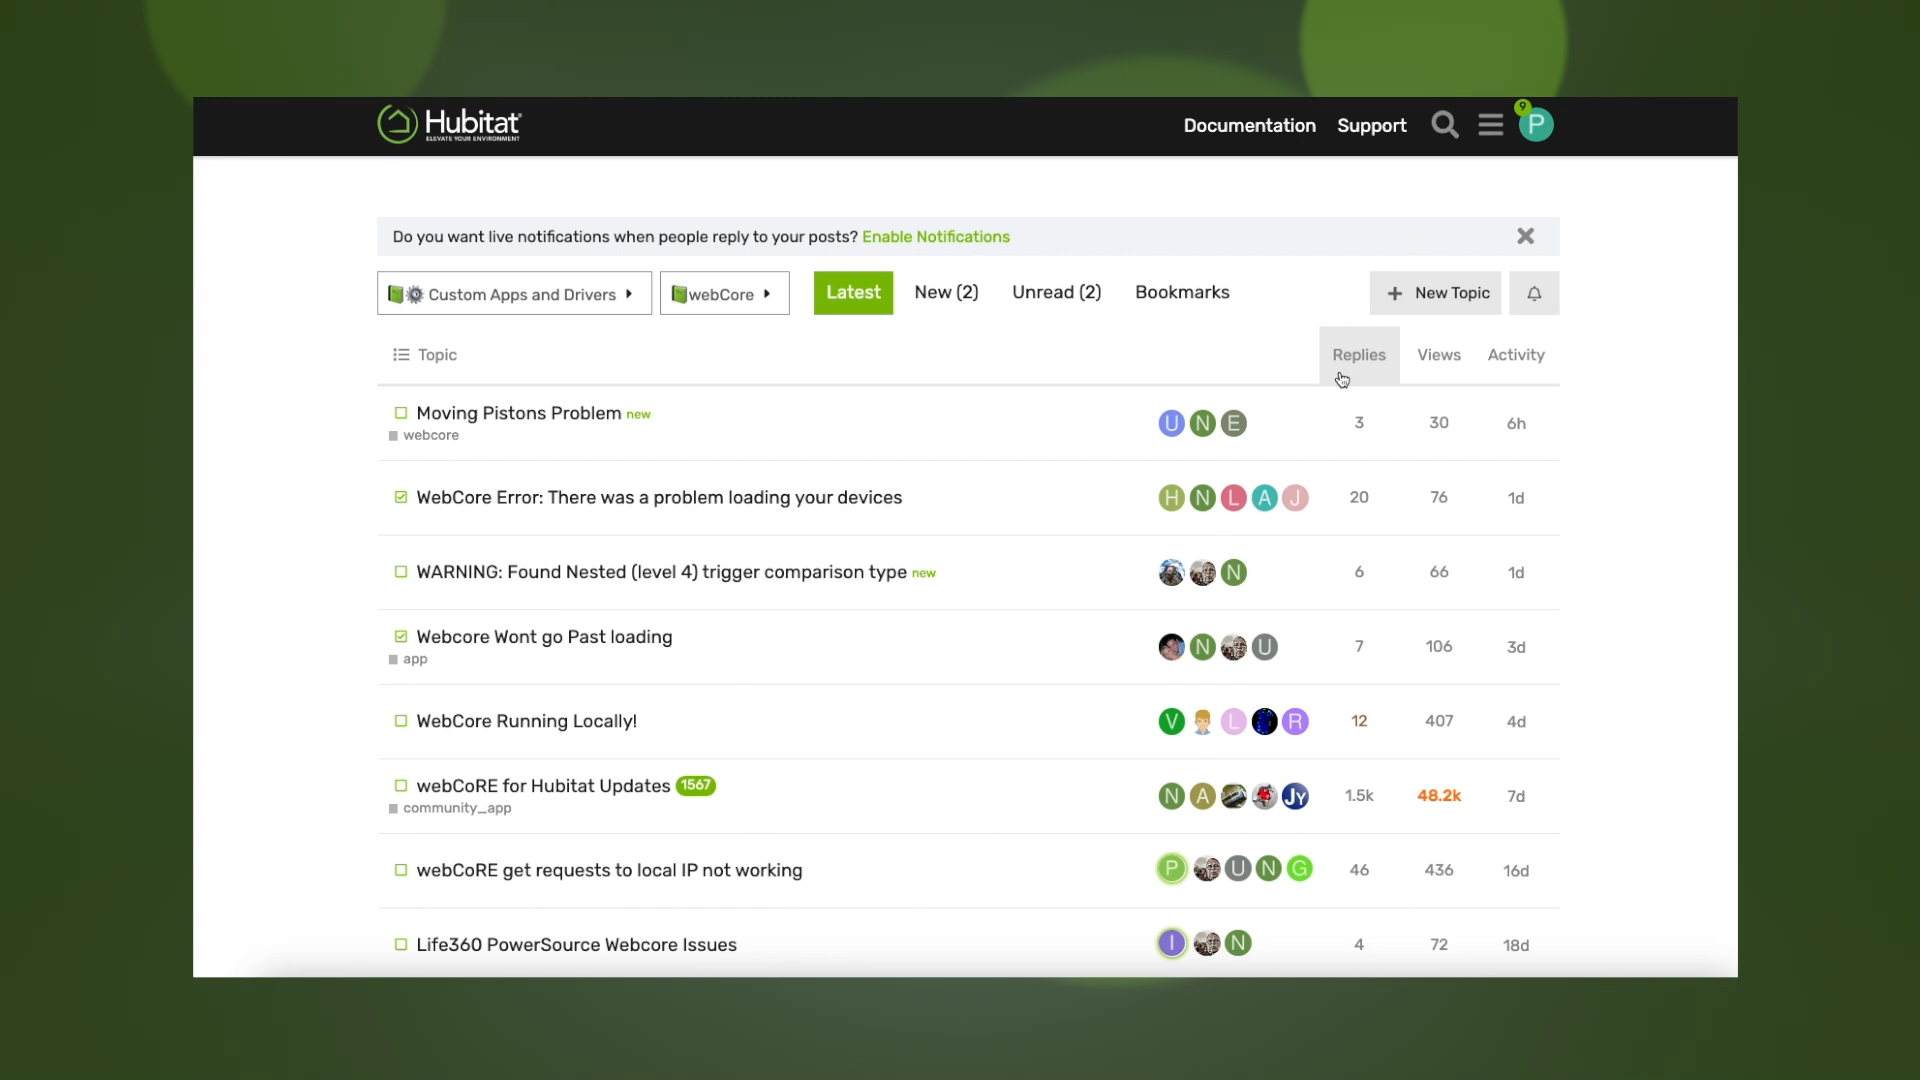 Hubitat
ELEVATE YOUR ENVIRONMENT
Documentation Support 9 P
Do you want live notifications when people reply to your posts? Enable Notifications
Custom Apps and Drivers webCore Latest New (2) Unread (2) Bookmarks + New Topic
Topic Replies Views Activity
Moving Pistons Problem new U N E 3 30 6h
webcore
WebCore Error: There was a problem loading your devices H N L A J 20 76 1d
WARNING: Found Nested (level 4) trigger comparison type new N 6 66 1d
Webcore Wont go Past loading N U 7 106 3d
app
WebCore Running Locally! V L R 12 407 4d
webCoRE for Hubitat Updates 1567 N A Jy 1.5k 48.2k 7d
community_app
webCoRE get requests to local IP not working P U N G 46 436 16d
Life360 PowerSource Webcore Issues I N 4 72 18d